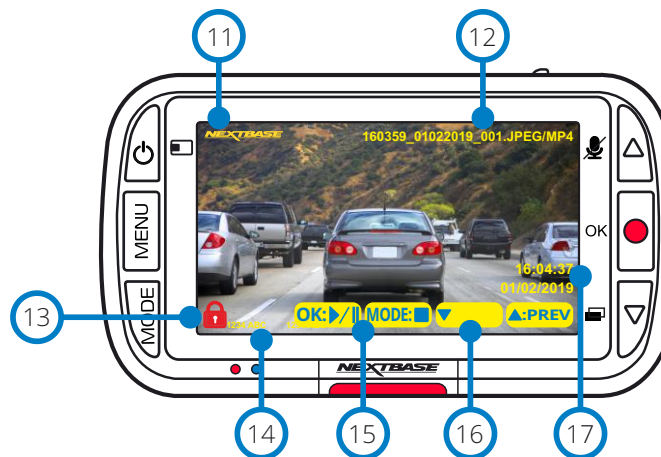 11
12
NEXTBASE
160359_01022019_001.JPEG/MP4
MENU
OK
MODE
16:04:37
01/02/2019
13
OK: MODE: :PREV
NEXTBASE
14
15
16
17